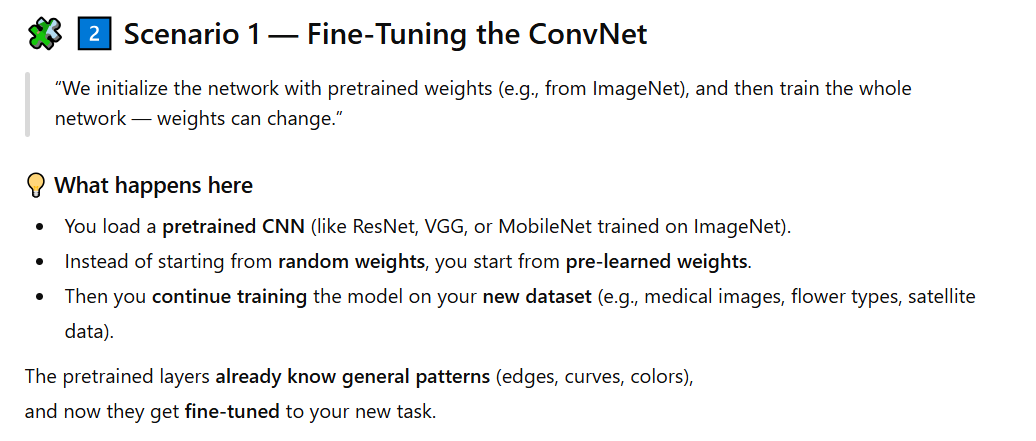 🧩 2️⃣ Scenario 1 — Fine-Tuning the ConvNet
“We initialize the network with pretrained weights (e.g., from ImageNet), and then train the whole
network — weights can change.”
💡 What happens here
• You load a pretrained CNN (like ResNet, VGG, or MobileNet trained on ImageNet).
• Instead of starting from random weights, you start from pre-learned weights.
• Then you continue training the model on your new dataset (e.g., medical images, flower types, satellite
data).
The pretrained layers already know general patterns (edges, curves, colors),
and now they get fine-tuned to your new task.